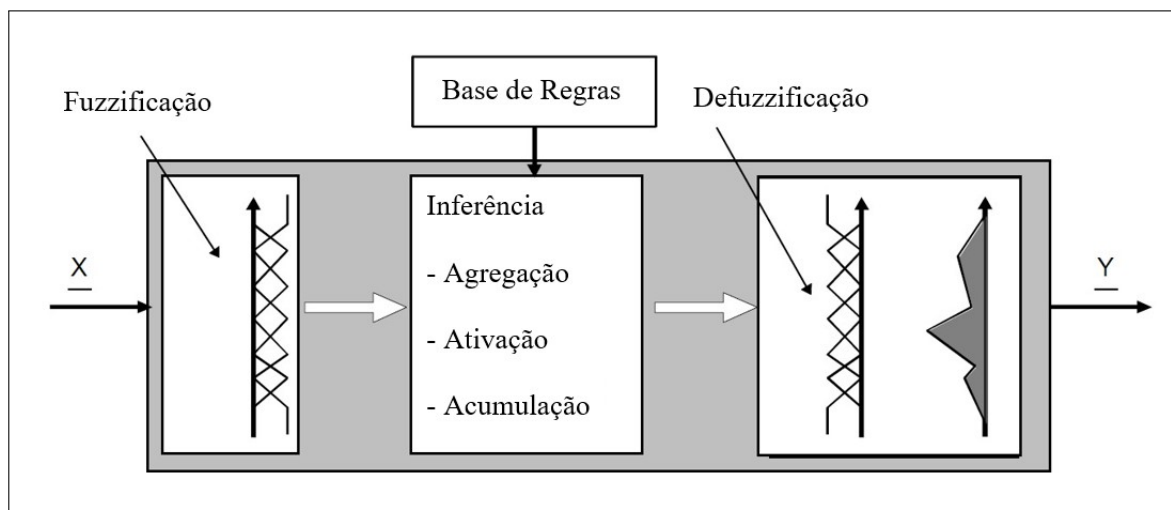 Fuzzificação
Base de Regras
Defuzzificação
X
Inferência
- Agregação
- Ativação
- Acumulação
Y